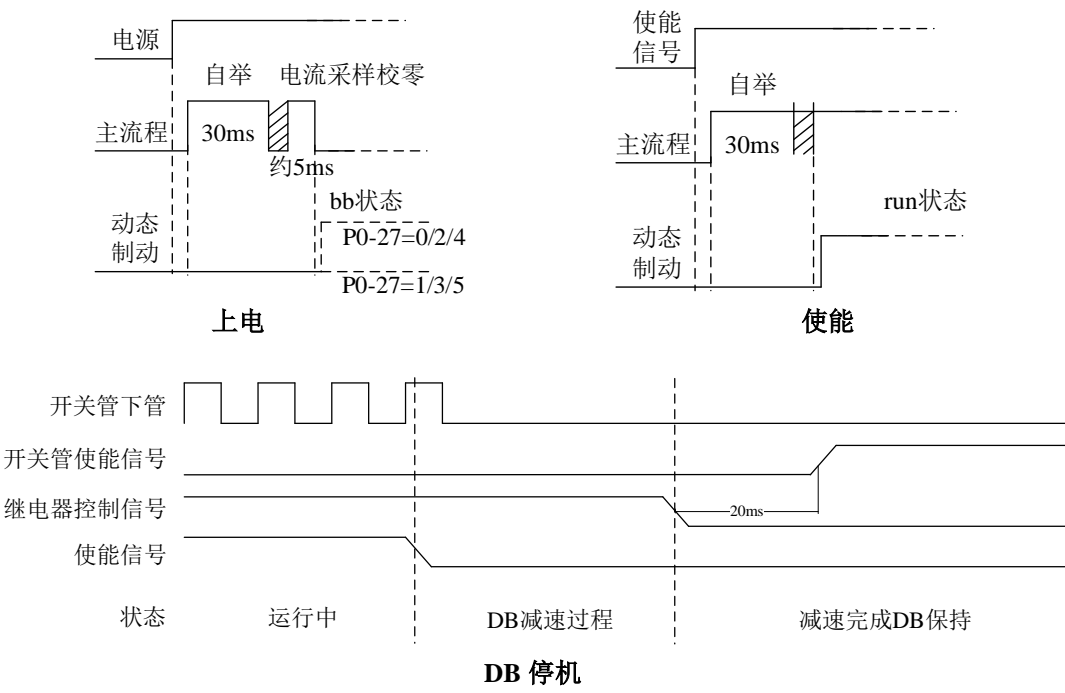 电源
自举
电流采样校零
主流程
30ms
约5ms
bb状态
动态
制动
P0-27=0/2/4
P0-27=1/3/5
上电
使能
信号
自举
主流程
30ms
run状态
动态
制动
使能
开关管下管
开关管使能信号
继电器控制信号
20ms
使能信号
状态
运行中
DB减速过程
减速完成DB保持
DB 停机